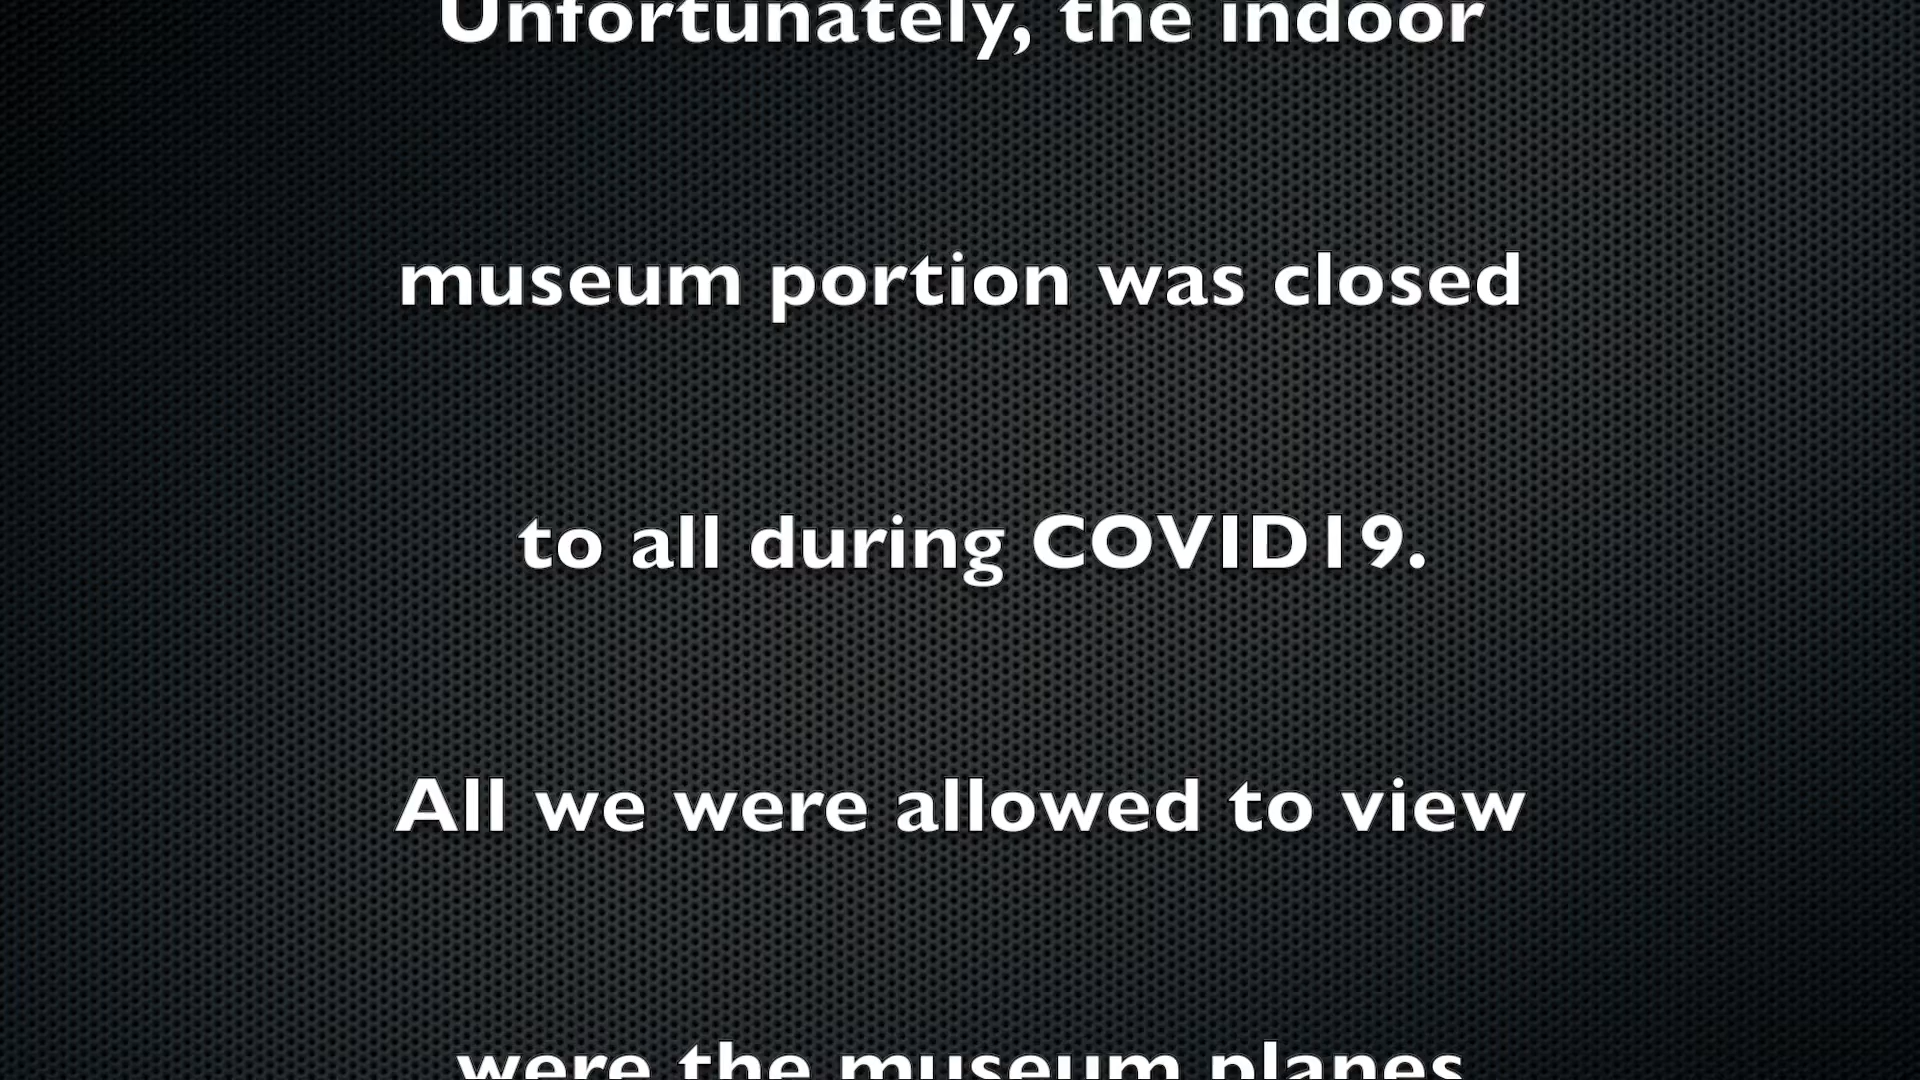 Unfortunately, the indoor
museum portion was closed
to all during COVID19.
All we were allowed to view
were the museum planes